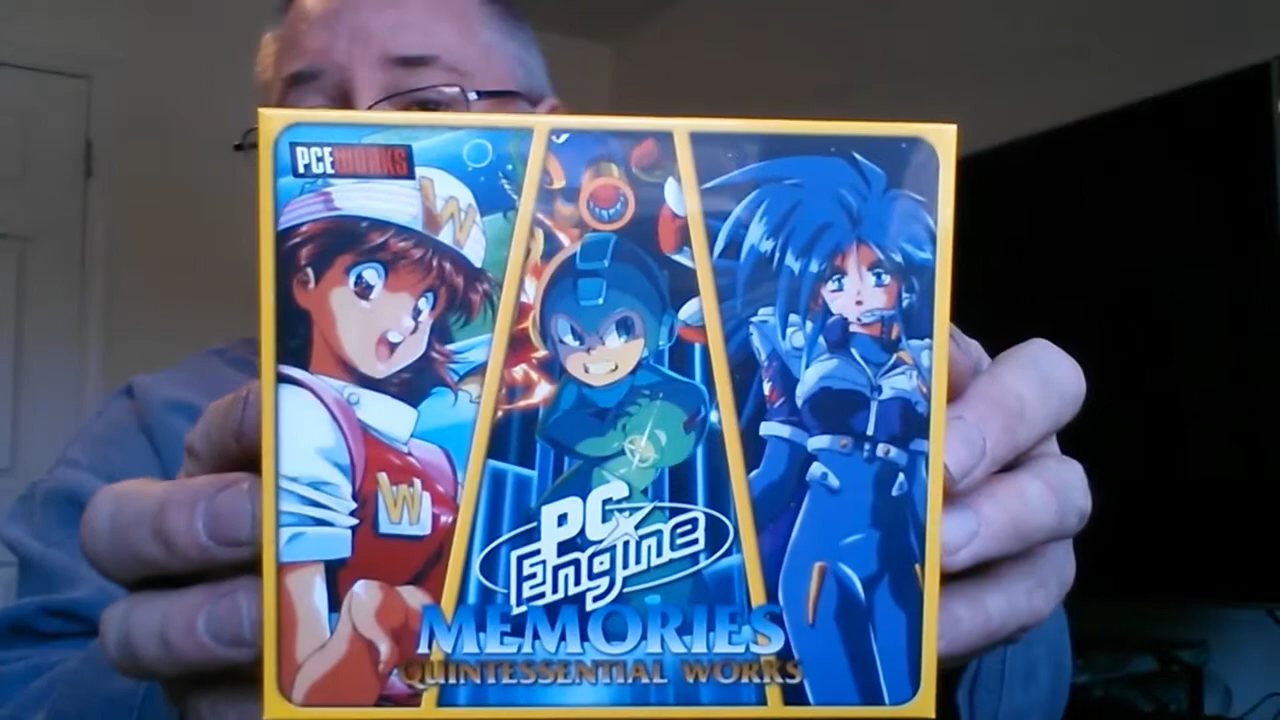 PCEWORKS
W
W
PC
Engine
MEMORIES
QUINTESSENTIAL WORKS